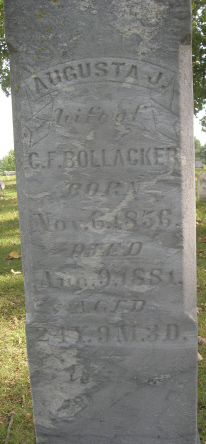 AUGUSTA J.
wife of
C.F. BOLLACKER
BORN
Nov. 6, 1856.
DIED
Aug. 9, 1881.
AGED
24Y. 9M. 3D.